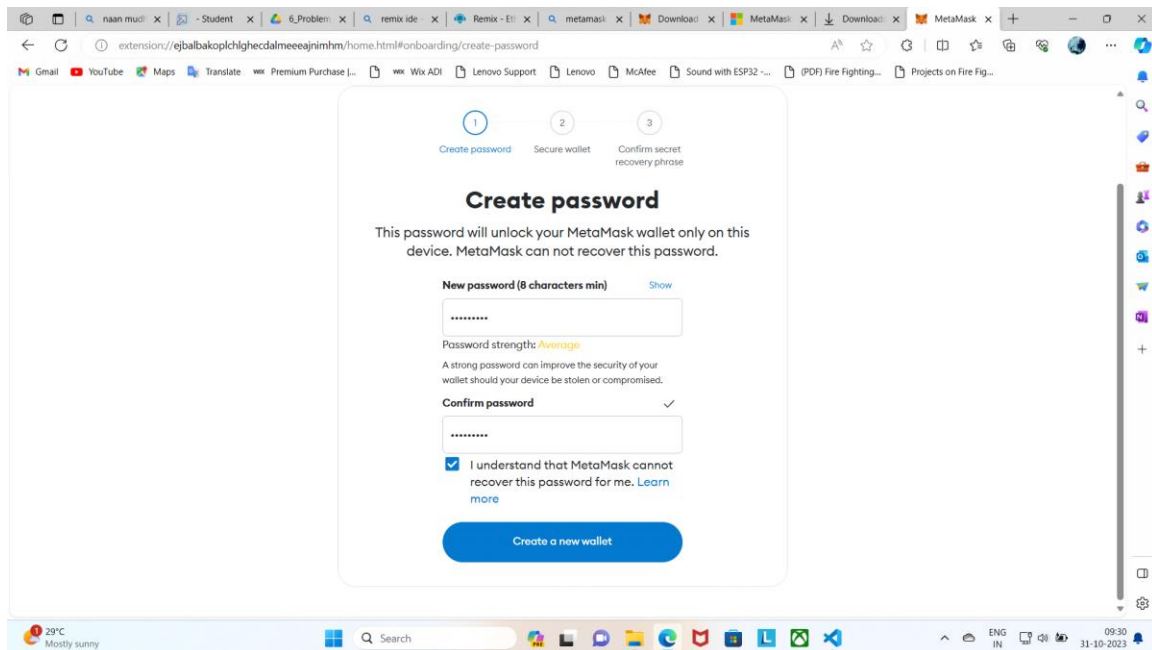 naan mudh
- Student
6_Problem
remix ide -
Remix - Eth
metamask
Download
MetaMask
Download
MetaMask
extension://ejbalbakoplchlghecdalmeeeajnimhm/home.html#onboarding/create-password
Gmail
YouTube
Maps
Translate
Premium Purchase |...
Wix ADI
Lenovo Support
Lenovo
McAfee
Sound with ESP32 -...
(PDF) Fire Fighting...
Projects on Fire Fig...
1
2
3
Create password
Secure wallet
Confirm secret
recovery phrase
Create password
This password will unlock your MetaMask wallet only on this
device. MetaMask can not recover this password.
New password (8 characters min) Show
•••••••••
Password strength: Average
A strong password can improve the security of your
wallet should your device be stolen or compromised.
Confirm password
•••••••••
I understand that MetaMask cannot
recover this password for me. Learn
more
Create a new wallet
29°C
Mostly sunny
Search
ENG
IN
09:30
31-10-2023